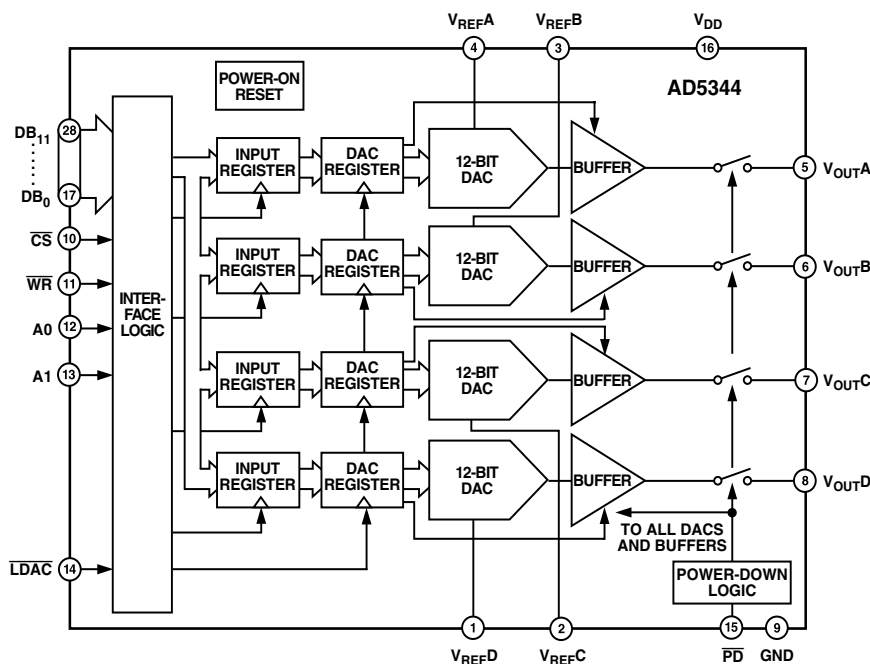 VREFA
VREFB
VDD
4
3
16
POWER-ON
RESET
AD5344
DB11
28
DB0
17
CS
10
WR
11
A0
12
A1
13
LDAC
14
INTER-
FACE
LOGIC
INPUT
REGISTER
DAC
REGISTER
12-BIT
DAC
BUFFER
5
VOUTA
INPUT
REGISTER
DAC
REGISTER
12-BIT
DAC
BUFFER
6
VOUTB
INPUT
REGISTER
DAC
REGISTER
12-BIT
DAC
BUFFER
7
VOUTC
INPUT
REGISTER
DAC
REGISTER
12-BIT
DAC
BUFFER
8
VOUTD
TO ALL DACS
AND BUFFERS
POWER-DOWN
LOGIC
1
2
15
9
VREFD
VREFC
PD
GND